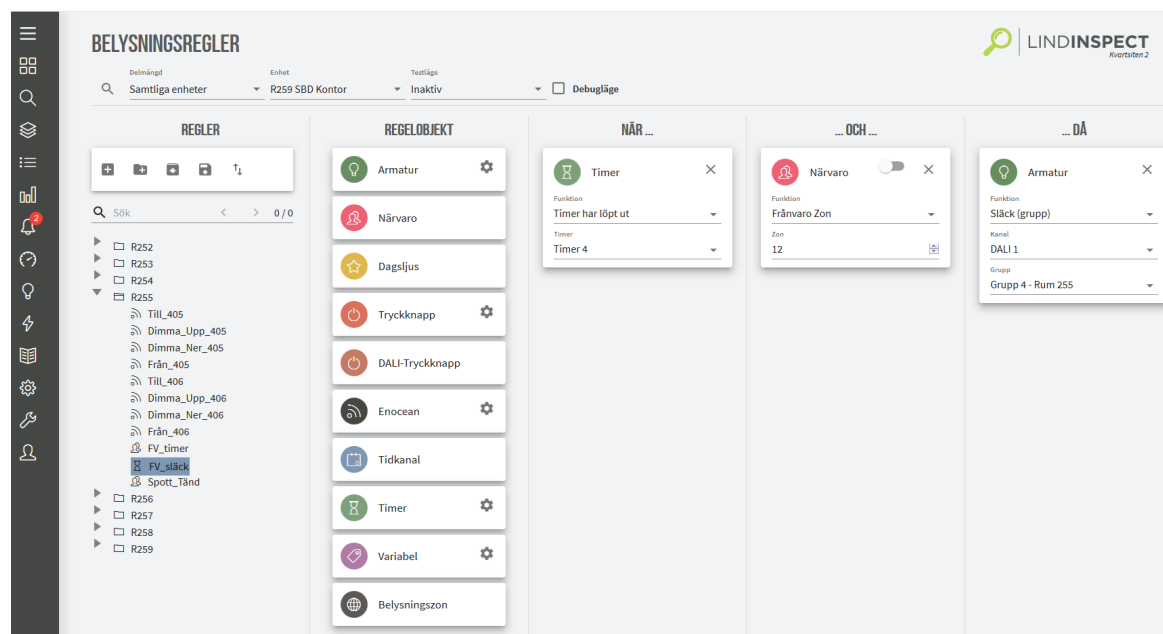 BELYSNINGSREGLER
LINDINSPECT
Kvartsiten 2
Delmängd
Enhet
Testläge
Samtliga enheter
R259 SBD Kontor
Inaktiv
Debugläge
REGLER
REGELOBJEKT
NÄR ...
... OCH ...
... DÅ
Sök
0 / 0
R252
R253
R254
R255
Till_405
Dimma_Upp_405
Dimma_Ner_405
Från_405
Till_406
Dimma_Upp_406
Dimma_Ner_406
Från_406
FV_timer
FV_släck
Spott_Tänd
R256
R257
R258
R259
Armatur
Närvaro
Dagsljus
Tryckknapp
DALI-Tryckknapp
Enocean
Tidkanal
Timer
Variabel
Belysningszon
Timer
Funktion
Timer har löpt ut
Timer
Timer 4
Närvaro
Funktion
Frånvaro Zon
Zon
12
Armatur
Funktion
Släck (grupp)
Kanal
DALI 1
Grupp
Grupp 4 - Rum 255
2